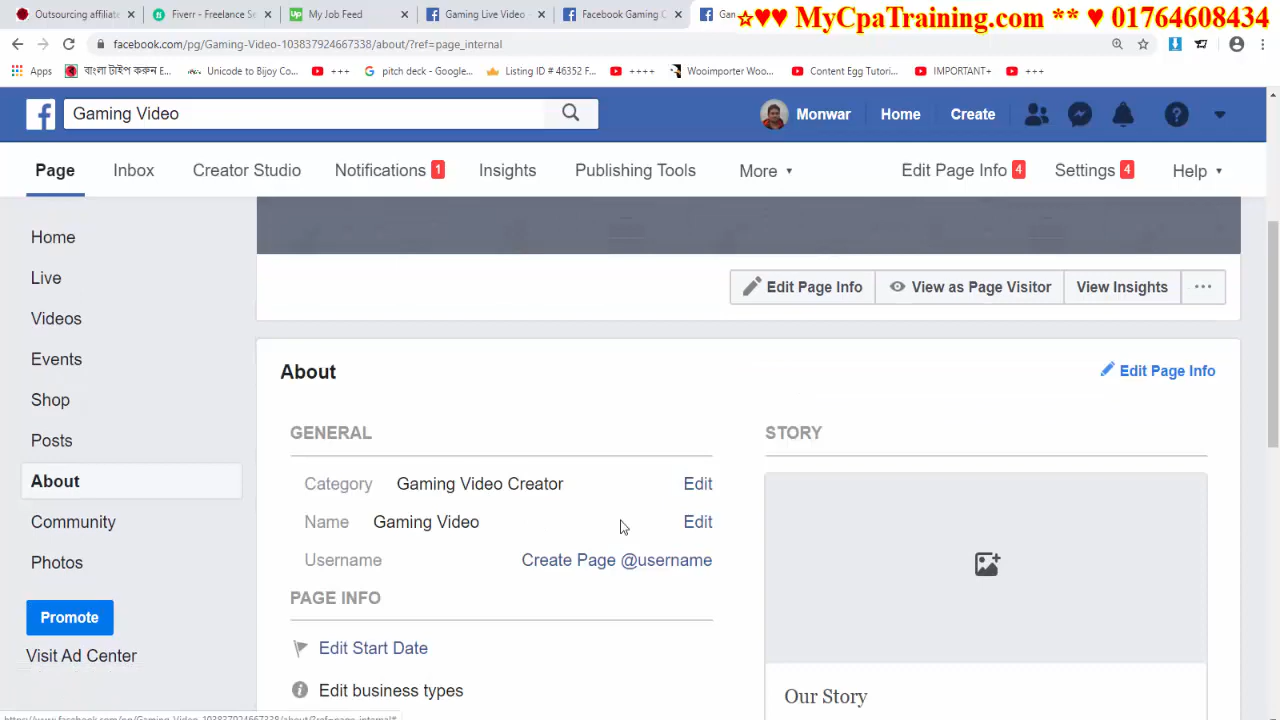 Outsourcing affiliate
Fiverr - Freelance Se
My Job Feed
Gaming Live Video
Facebook Gaming C
Gan
☆♥♥ MyCpaTraining.com ** ♥ 01764608434
facebook.com/pg/Gaming-Video-103837924667338/about/?ref=page_internal
Apps
বাংলা টাইপ করুন E...
Unicode to Bijoy Co...
+++
pitch deck - Google...
Listing ID # 46352 F...
++++
Wooimporter Woo...
Content Egg Tutori...
IMPORTANT+
+++
Gaming Video
Monwar
Home
Create
Page
Inbox
Creator Studio
Notifications 1
Insights
Publishing Tools
More
Edit Page Info 4
Settings 4
Help
Home
Live
Videos
Events
Shop
Posts
About
Community
Photos
Promote
Visit Ad Center
Edit Page Info
View as Page Visitor
View Insights
About
Edit Page Info
GENERAL
STORY
Category Gaming Video Creator Edit
Name Gaming Video Edit
Username Create Page @username
PAGE INFO
Edit Start Date
Edit business types
Our Story